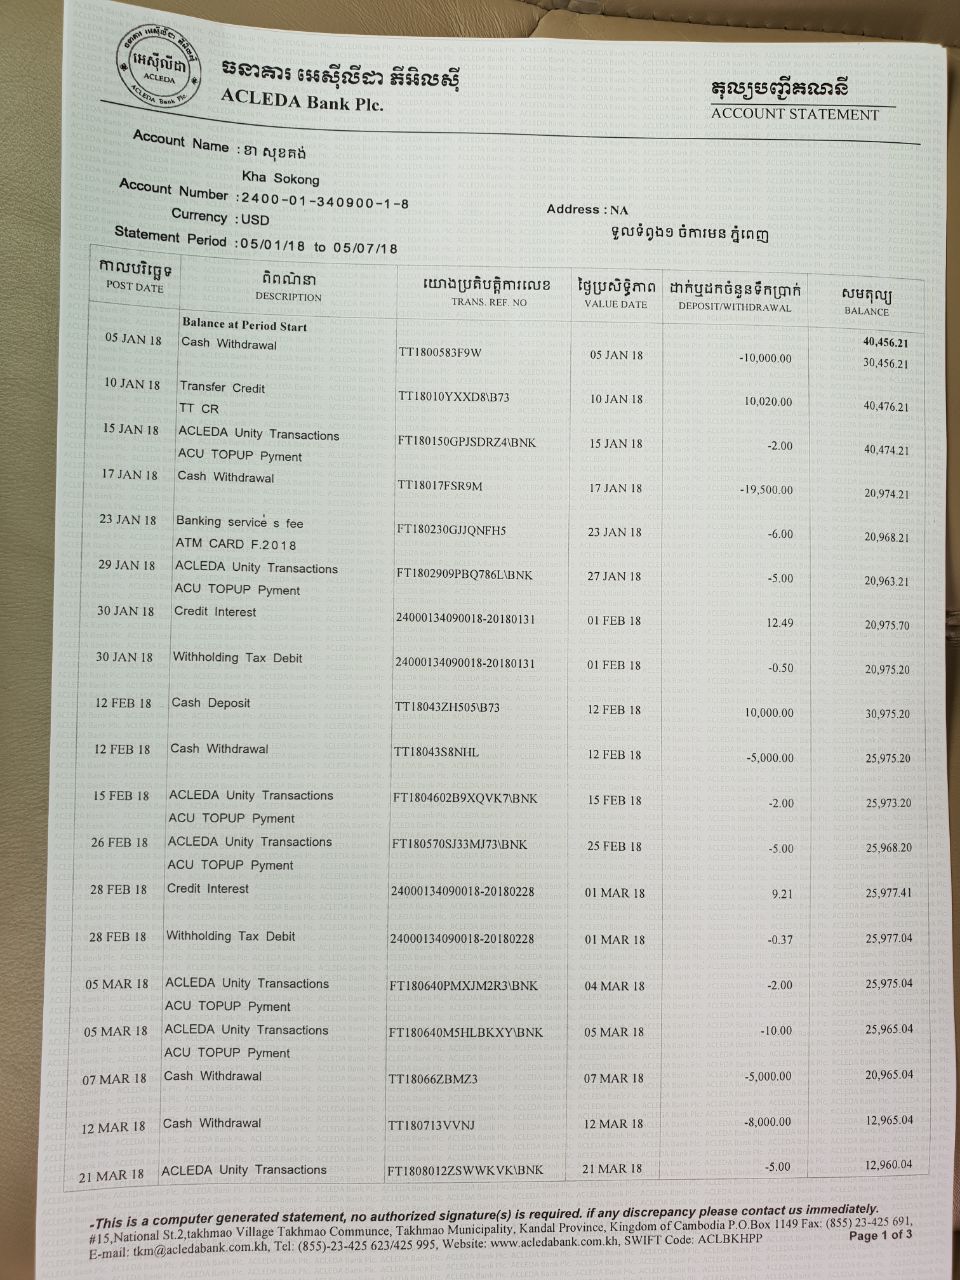 ធនាគារ អេស៊ីលីដា ភីអិលស៊ី
ACLEDA Bank Plc.
អេស៊ីលីដា
ACLEDA
ACLEDA Bank Plc.
តុល្យបញ្ជីគណនី
ACCOUNT STATEMENT
Account Name : ខា សុខគង់
Kha Sokong
Account Number : 2400-01-340900-1-8
Currency : USD
Statement Period : 05/01/18 to 05/07/18
Address : NA
ទួលទំពូង១ ចំការមន ភ្នំពេញ
កាលបរិច្ឆេទ ពិពណ៌នា យោងប្រតិបត្តិការលេខ ថ្ងៃប្រសិទ្ធិភាព ដាក់ឬដកចំនួនទឹកប្រាក់ សមតុល្យ
POST DATE DESCRIPTION TRANS. REF. NO VALUE DATE DEPOSIT/WITHDRAWAL BALANCE
Balance at Period Start 40,456.21
05 JAN 18 Cash Withdrawal TT1800583F9W 05 JAN 18 -10,000.00 30,456.21
10 JAN 18 Transfer Credit TT18010YXXD8\B73 10 JAN 18 10,020.00 40,476.21
TT CR
15 JAN 18 ACLEDA Unity Transactions FT180150GPJSDRZ4\BNK 15 JAN 18 -2.00 40,474.21
ACU TOPUP Pyment
17 JAN 18 Cash Withdrawal TT18017FSR9M 17 JAN 18 -19,500.00 20,974.21
23 JAN 18 Banking service's fee FT180230GJJQNFH5 23 JAN 18 -6.00 20,968.21
ATM CARD F.2018
29 JAN 18 ACLEDA Unity Transactions FT1802909PBQ786L\BNK 27 JAN 18 -5.00 20,963.21
ACU TOPUP Pyment
30 JAN 18 Credit Interest 24000134090018-20180131 01 FEB 18 12.49 20,975.70
30 JAN 18 Withholding Tax Debit 24000134090018-20180131 01 FEB 18 -0.50 20,975.20
12 FEB 18 Cash Deposit TT18043ZH505\B73 12 FEB 18 10,000.00 30,975.20
12 FEB 18 Cash Withdrawal TT18043S8NHL 12 FEB 18 -5,000.00 25,975.20
15 FEB 18 ACLEDA Unity Transactions FT1804602B9XQVK7\BNK 15 FEB 18 -2.00 25,973.20
ACU TOPUP Pyment
26 FEB 18 ACLEDA Unity Transactions FT180570SJ33MJ73\BNK 25 FEB 18 -5.00 25,968.20
ACU TOPUP Pyment
28 FEB 18 Credit Interest 24000134090018-20180228 01 MAR 18 9.21 25,977.41
28 FEB 18 Withholding Tax Debit 24000134090018-20180228 01 MAR 18 -0.37 25,977.04
05 MAR 18 ACLEDA Unity Transactions FT180640PMXJM2R3\BNK 04 MAR 18 -2.00 25,975.04
ACU TOPUP Pyment
05 MAR 18 ACLEDA Unity Transactions FT180640M5HLBKXY\BNK 05 MAR 18 -10.00 25,965.04
ACU TOPUP Pyment
07 MAR 18 Cash Withdrawal TT18066ZBMZ3 07 MAR 18 -5,000.00 20,965.04
12 MAR 18 Cash Withdrawal TT180713VVNJ 12 MAR 18 -8,000.00 12,965.04
21 MAR 18 ACLEDA Unity Transactions FT1808012ZSWWKVK\BNK 21 MAR 18 -5.00 12,960.04
-This is a computer generated statement, no authorized signature(s) is required. if any discrepancy please contact us immediately.
#15,National St.2,takhmao Village Takhmao Communce, Takhmao Municipality, Kandal Province, Kingdom of Cambodia P.O.Box 1149 Fax: (855) 23-425 691,
E-mail: tkm@acledabank.com.kh, Tel: (855)-23-425 623/425 995, Website: www.acledabank.com.kh, SWIFT Code: ACLBKHPP Page 1 of 3